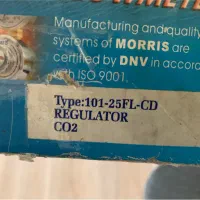 Manufacturing and quality
systems of MORRIS are
certified by DNV in accord
with ISO 9001.
Type:101-25FL-CD
REGULATOR
CO2